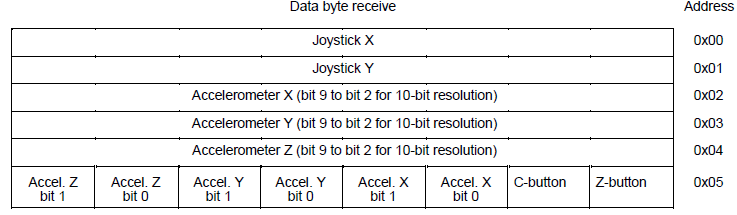 Data byte receive Address
Joystick X 0x00
Joystick Y 0x01
Accelerometer X (bit 9 to bit 2 for 10-bit resolution) 0x02
Accelerometer Y (bit 9 to bit 2 for 10-bit resolution) 0x03
Accelerometer Z (bit 9 to bit 2 for 10-bit resolution) 0x04
Accel. Z bit 1 Accel. Z bit 0 Accel. Y bit 1 Accel. Y bit 0 Accel. X bit 1 Accel. X bit 0 C-button Z-button 0x05